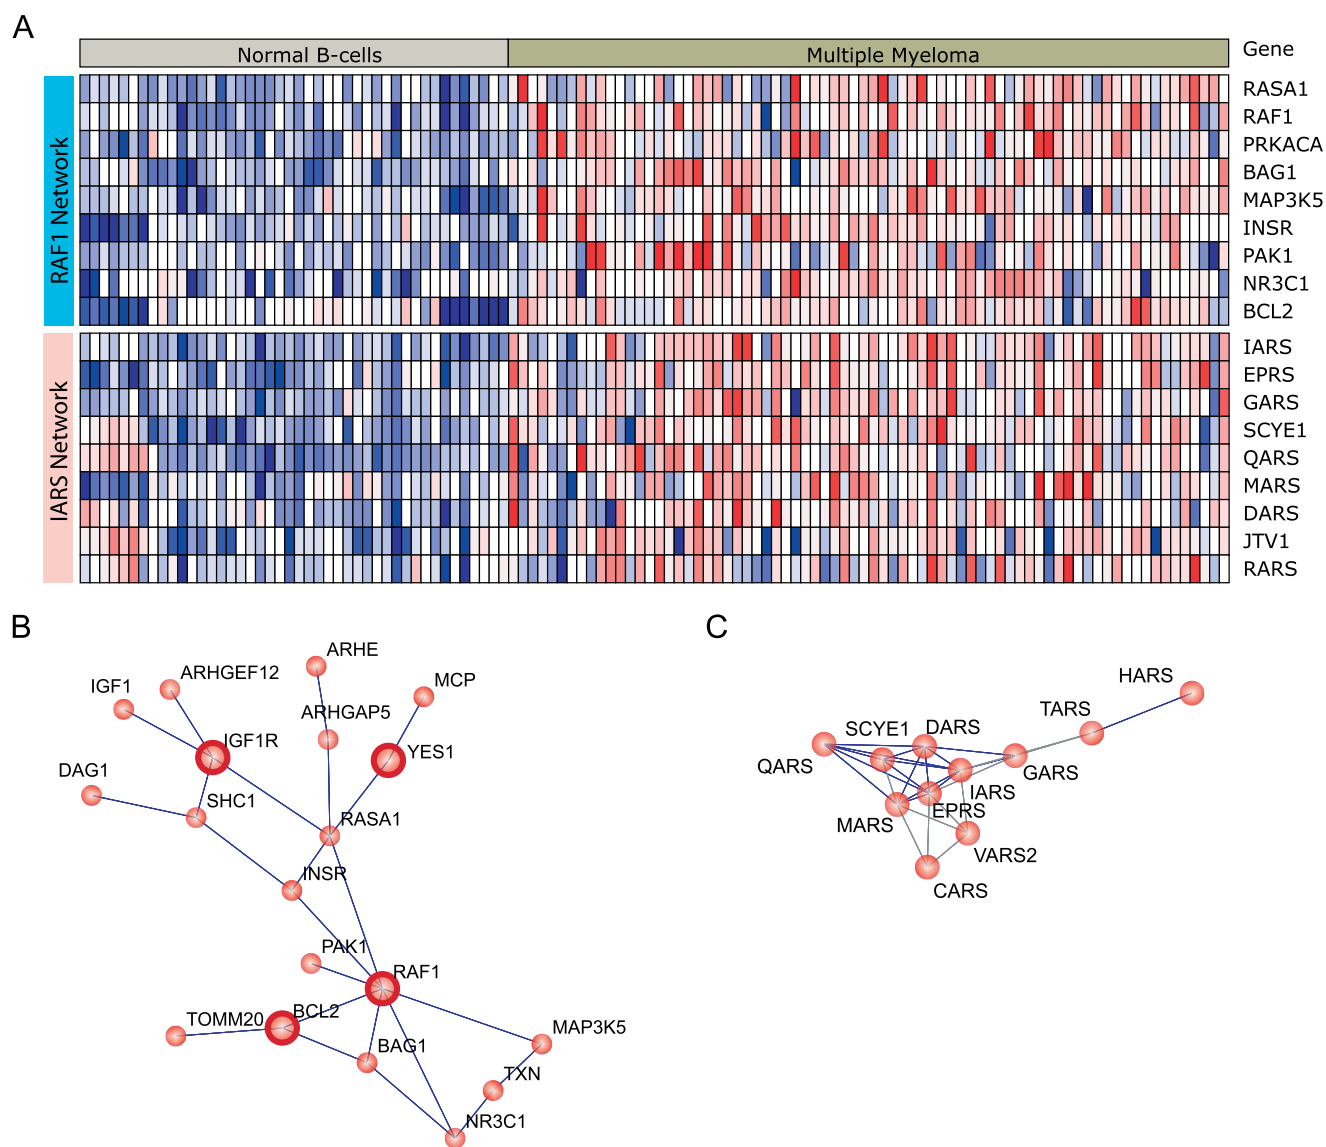 A
Normal B-cells
Multiple Myeloma
Gene
RAF1 Network
RASA1
RAF1
PRKACA
BAG1
MAP3K5
INSR
PAK1
NR3C1
BCL2
IARS Network
IARS
EPRS
GARS
SCYE1
QARS
MARS
DARS
JTV1
RARS
B
ARHE
ARHGEF12
IGF1
MCP
ARHGAP5
IGF1R
YES1
DAG1
SHC1
RASA1
INSR
PAK1
RAF1
TOMM20
BCL2
MAP3K5
BAG1
TXN
NR3C1
C
HARS
TARS
SCYE1
DARS
QARS
GARS
IARS
EPRS
MARS
VARS2
CARS